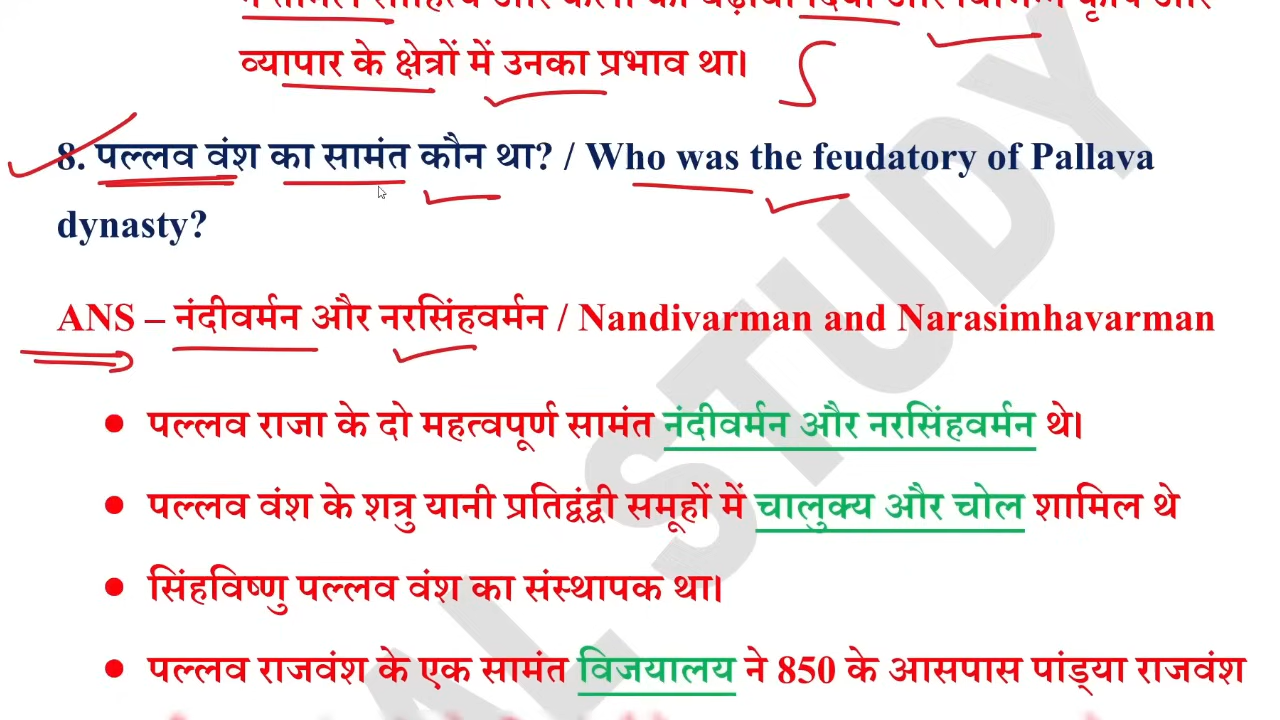 व्यापार के क्षेत्रों में उनका प्रभाव था।
8. पल्लव वंश का सामंत कौन था? / Who was the feudatory of Pallava
dynasty?
ANS – नंदीवर्मन और नरसिंहवर्मन / Nandivarman and Narasimhavarman
● पल्लव राजा के दो महत्वपूर्ण सामंत नंदीवर्मन और नरसिंहवर्मन थे।
● पल्लव वंश के शत्रु यानी प्रतिद्वंद्वी समूहों में चालुक्य और चोल शामिल थे
● सिंहविष्णु पल्लव वंश का संस्थापक था।
● पल्लव राजवंश के एक सामंत विजयालय ने 850 के आसपास पांड्या राजवंश
STUDY